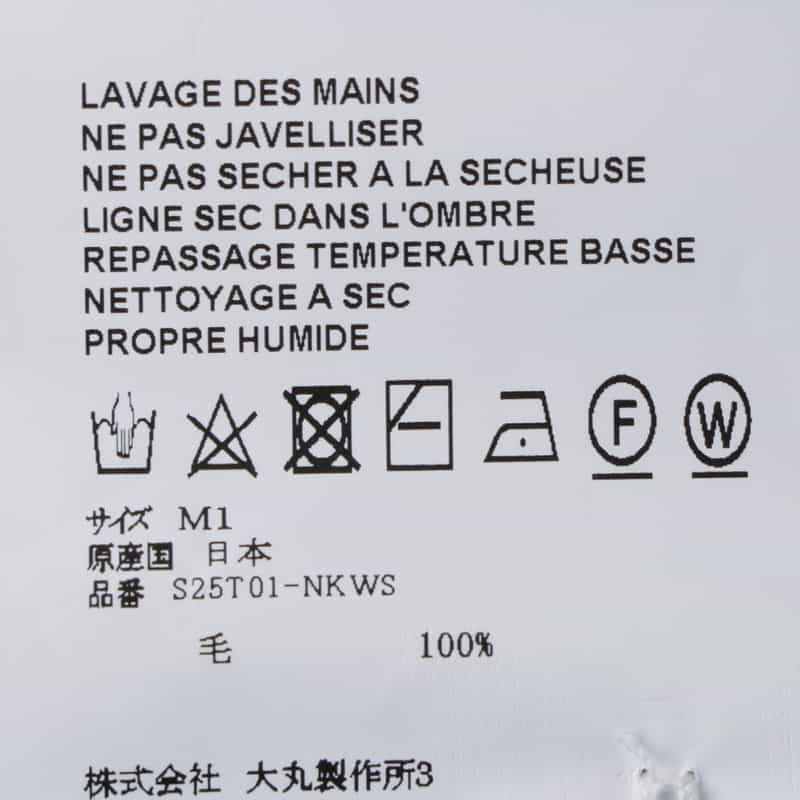 LAVAGE DES MAINS
NE PAS JAVELLISER
NE PAS SECHER A LA SECHEUSE
LIGNE SEC DANS L'OMBRE
REPASSAGE TEMPERATURE BASSE
NETTOYAGE A SEC
PROPRE HUMIDE
F W
サイズ M1
原産国 日本
品番 S25T01-NKWS
毛 100%
株式会社 大丸製作所3